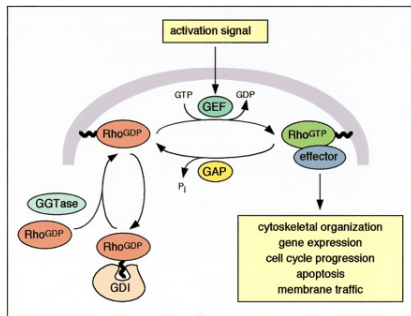 activation signal
GTP
GDP
GEF
RhoGDP
RhoGTP
effector
GAP
Pi
GGTase
RhoGDP
RhoGDP
GDI
cytoskeletal organization
gene expression
cell cycle progression
apoptosis
membrane traffic